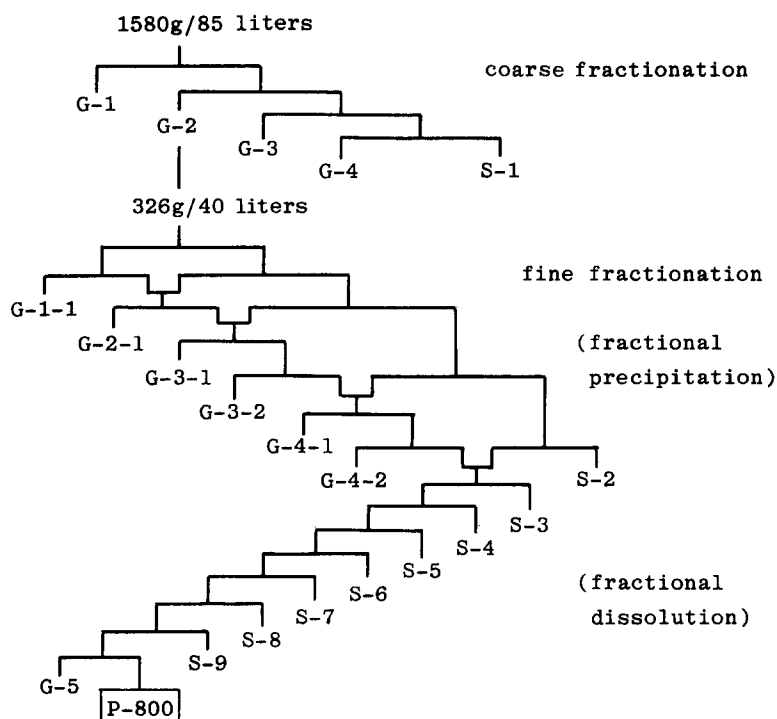 1580g/85 liters
coarse fractionation
G-1
G-2
G-3
G-4
S-1
326g/40 liters
fine fractionation
G-1-1
G-2-1
(fractional
precipitation)
G-3-1
G-3-2
G-4-1
G-4-2
S-2
S-3
S-4
S-5
S-6
(fractional
dissolution)
S-7
S-8
S-9
G-5
P-800